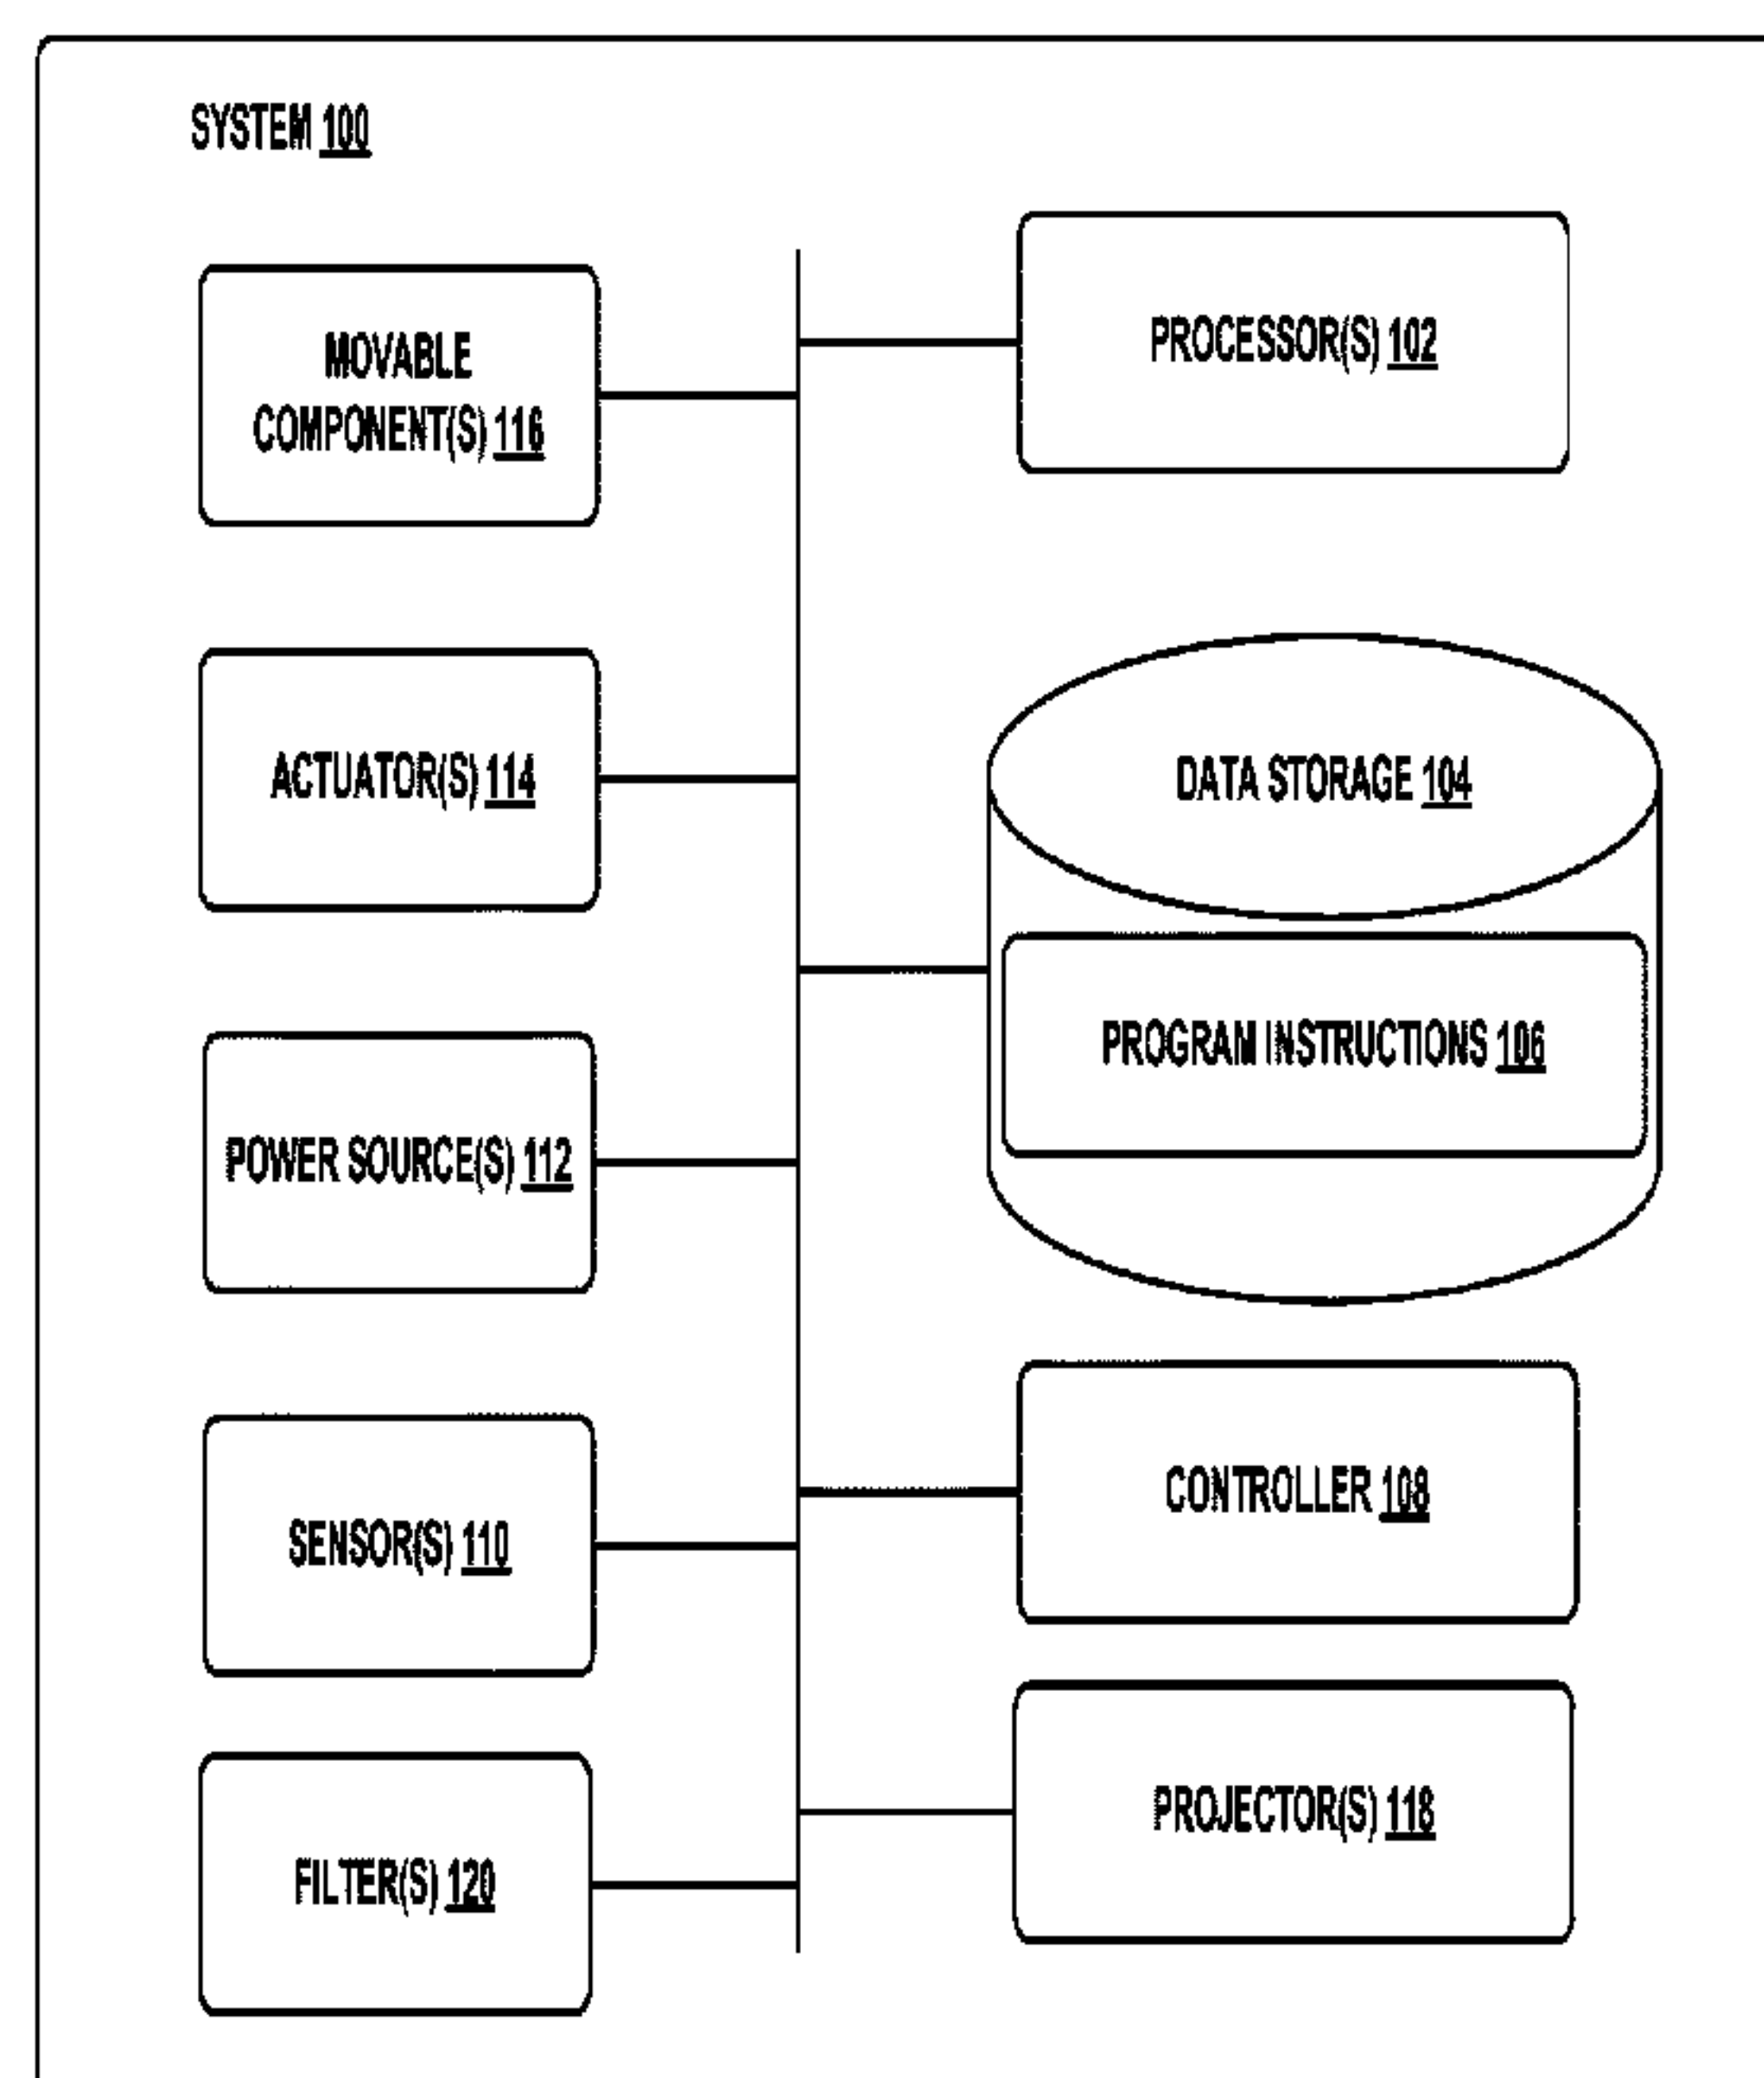 SYSTEM 100
MOVABLE
COMPONENT(S) 116
PROCESSOR(S) 102
ACTUATOR(S) 114
DATA STORAGE 104
PROGRAM INSTRUCTIONS 106
POWER SOURCE(S) 112
SENSOR(S) 110
CONTROLLER 108
FILTER(S) 120
PROJECTOR(S) 118